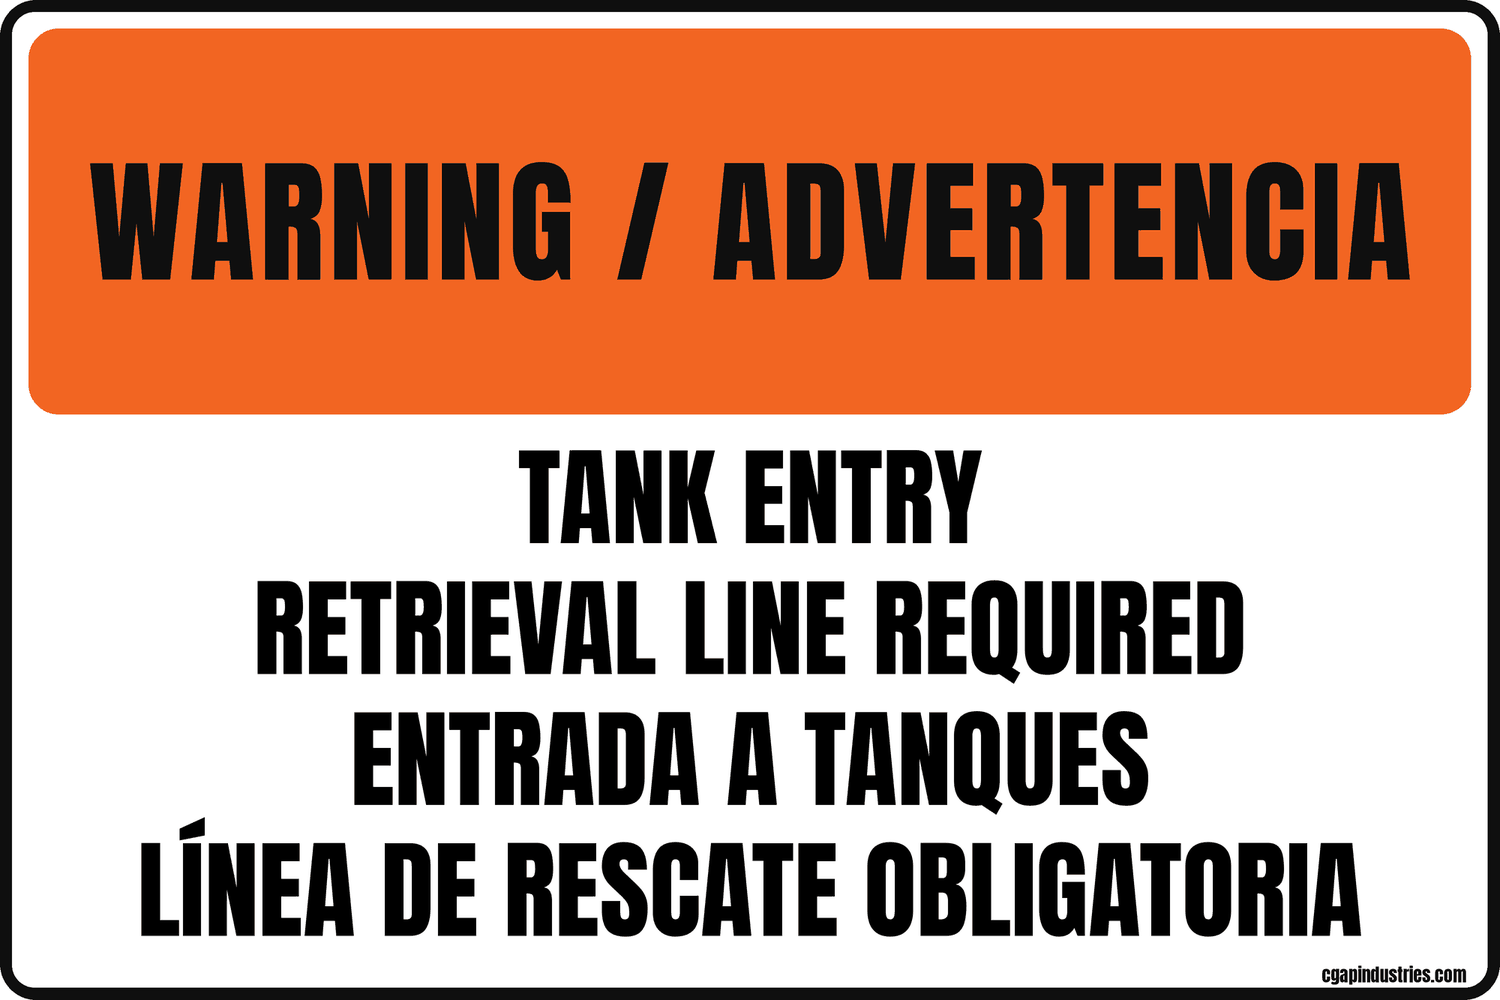 WARNING / ADVERTENCIA
TANK ENTRY
RETRIEVAL LINE REQUIRED
ENTRADA A TANQUES
LÍNEA DE RESCATE OBLIGATORIA
cgapindustries.com